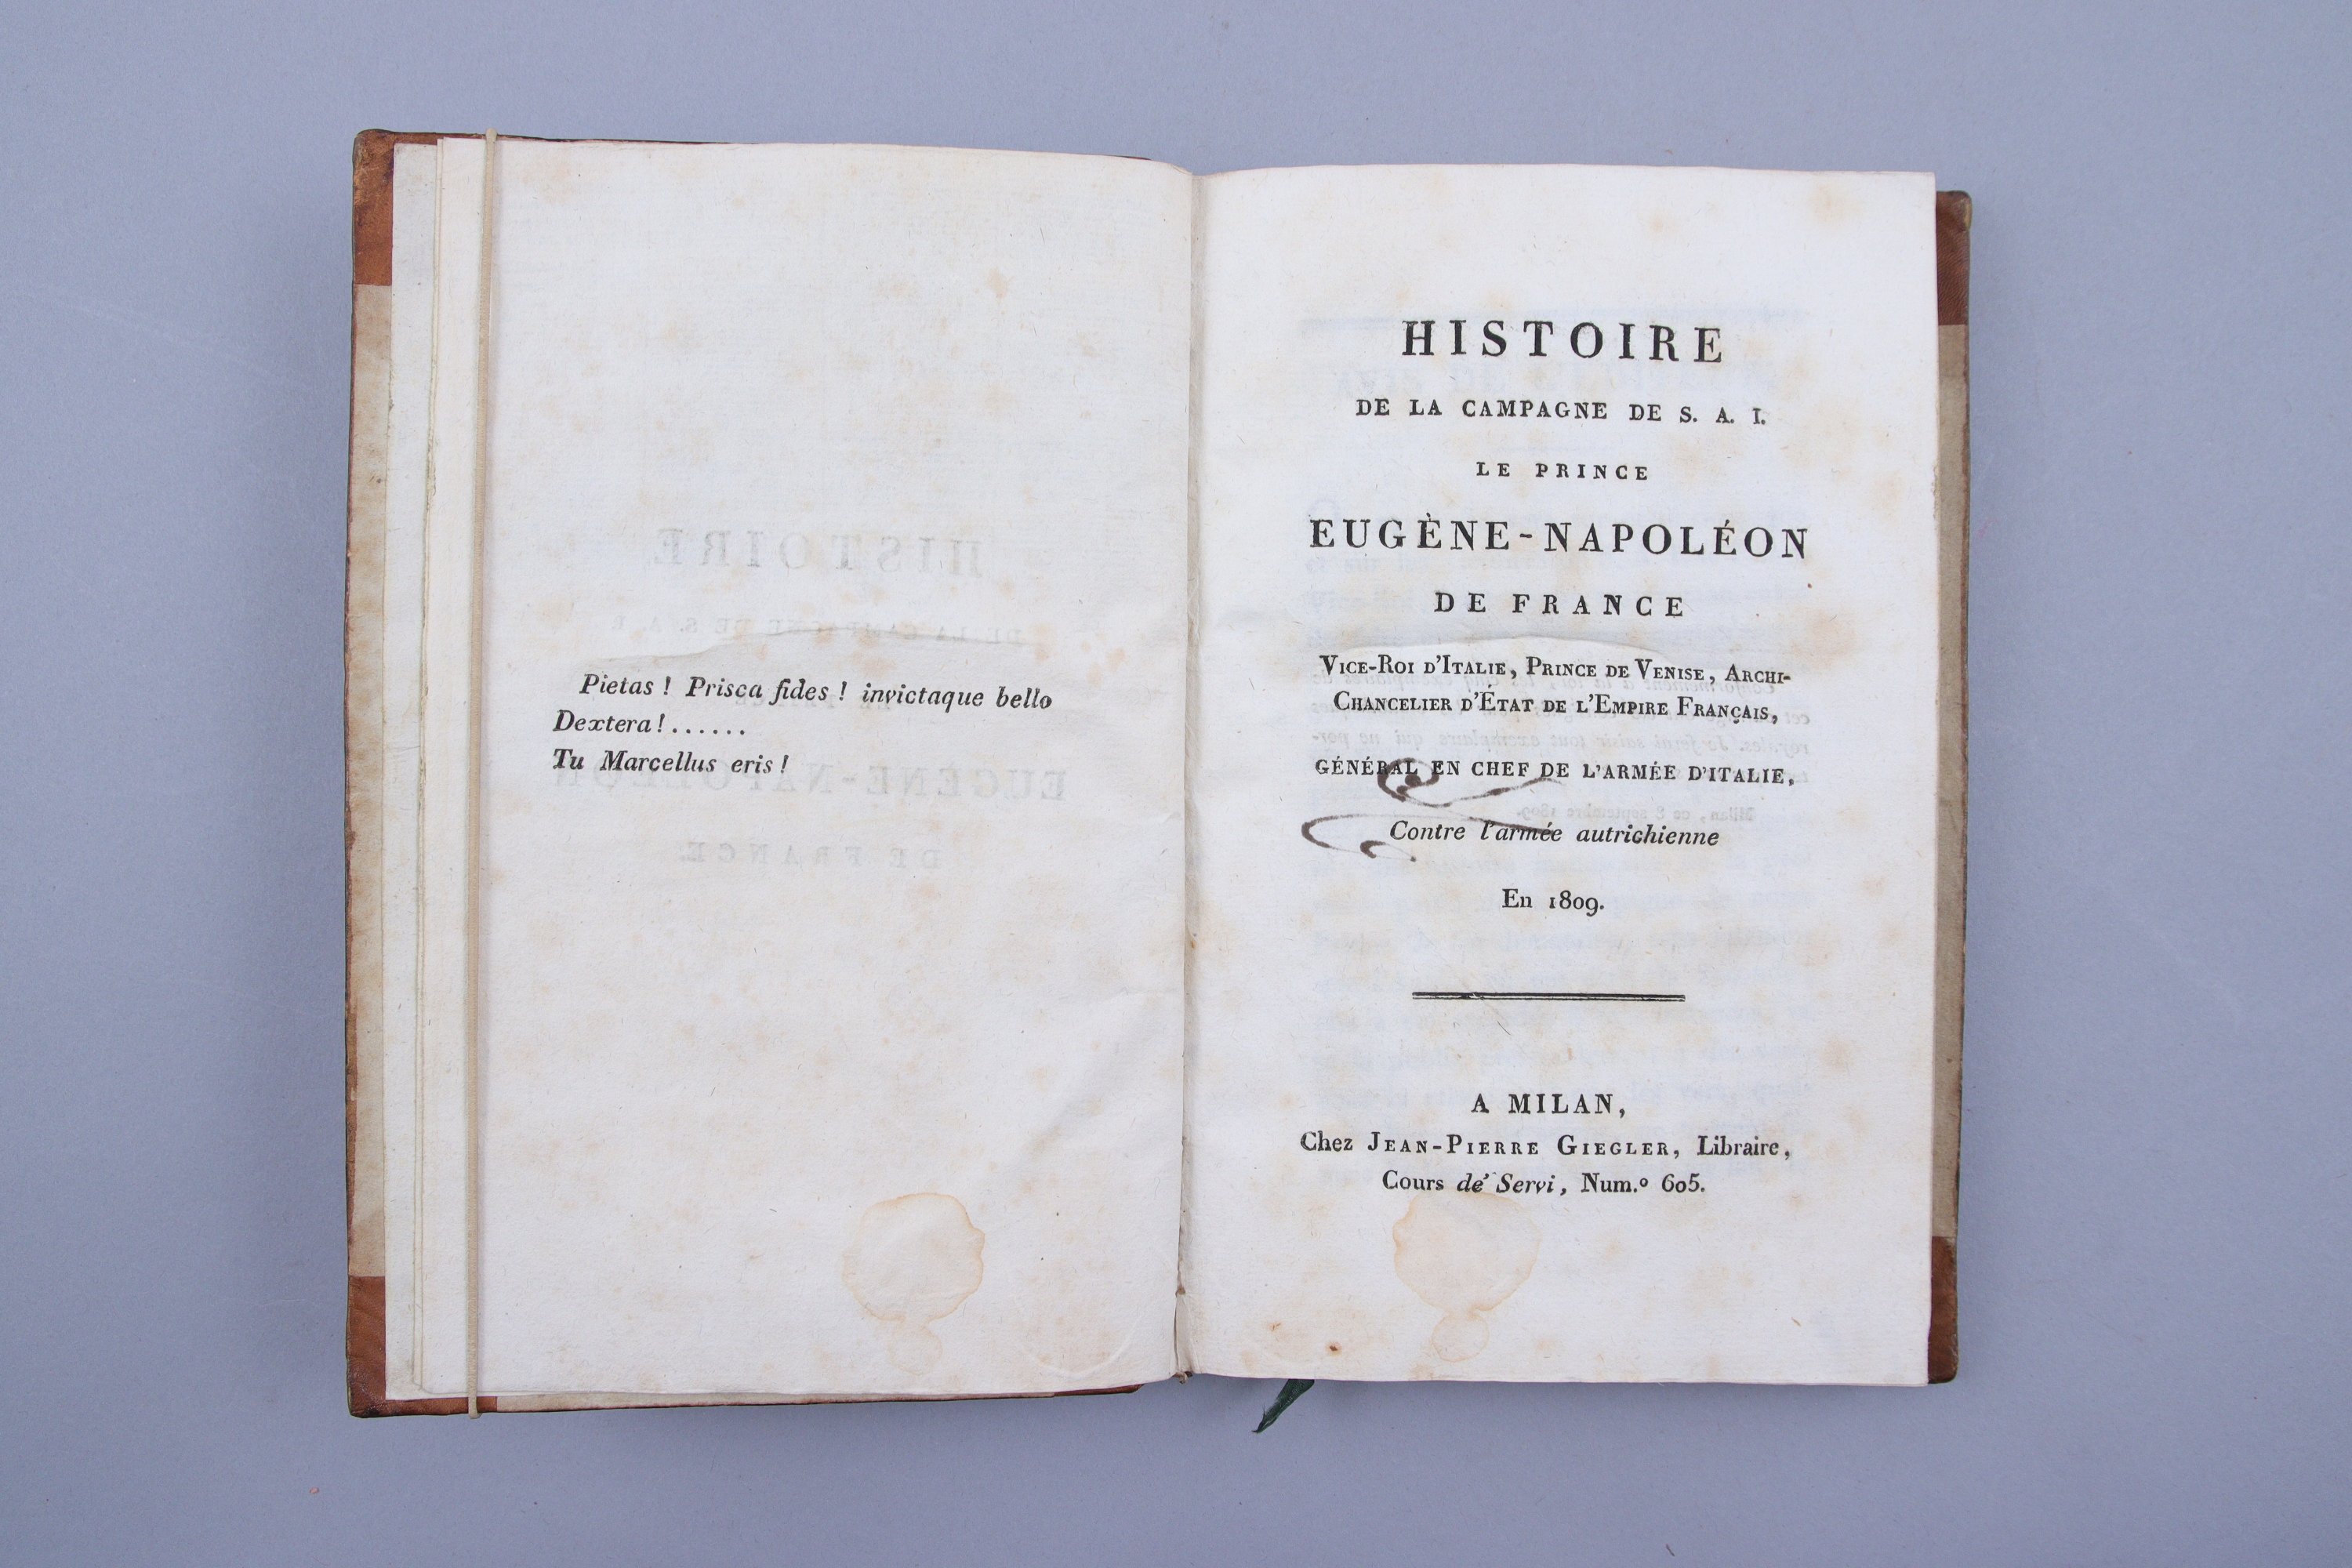 Pietas ! Prisca fides ! invictaque bello
Dextera ! . . . . . .
Tu Marcellus eris !
HISTOIRE
DE LA CAMPAGNE DE S. A. I.
LE PRINCE
EUGÈNE-NAPOLÉON
DE FRANCE
VICE-ROI D'ITALIE, PRINCE DE VENISE, ARCHI-
CHANCELIER D'ÉTAT DE L'EMPIRE FRANÇAIS,
GÉNÉRAL EN CHEF DE L'ARMÉE D'ITALIE,
Contre l'armée autrichienne
En 1809.
A MILAN,
Chez JEAN-PIERRE GIEGLER, Libraire,
Cours de' Servi, Num.º 605.